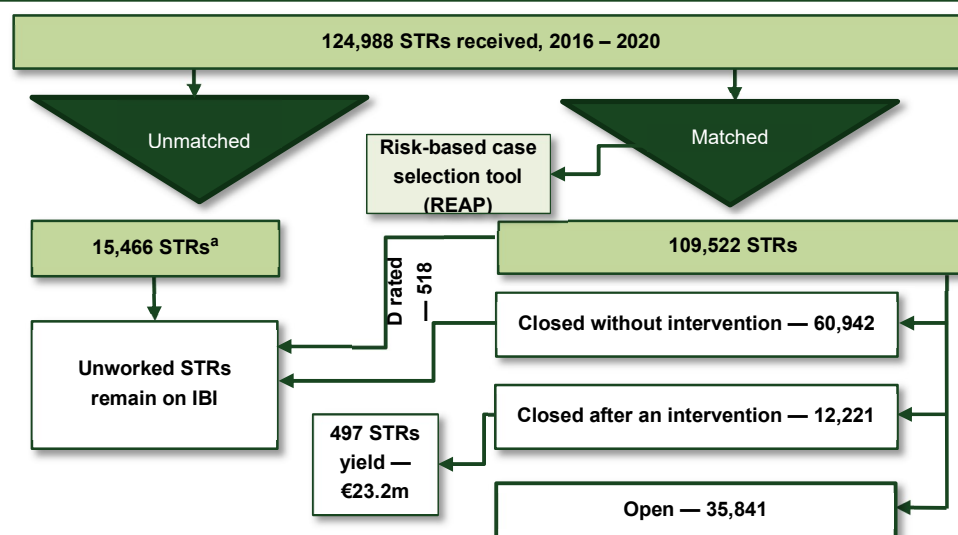 124,988 STRs received, 2016 – 2020
Unmatched
Matched
Risk-based case
selection tool
(REAP)
15,466 STRsᵃ
109,522 STRs
D rated
— 518
Closed without intervention — 60,942
Unworked STRs
remain on IBI
Closed after an intervention — 12,221
497 STRs
yield —
€23.2m
Open — 35,841